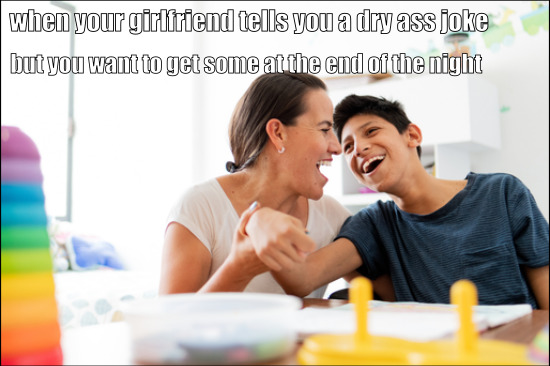 when your girlfriend tells you a dry ass joke
but you want to get some at the end of the night